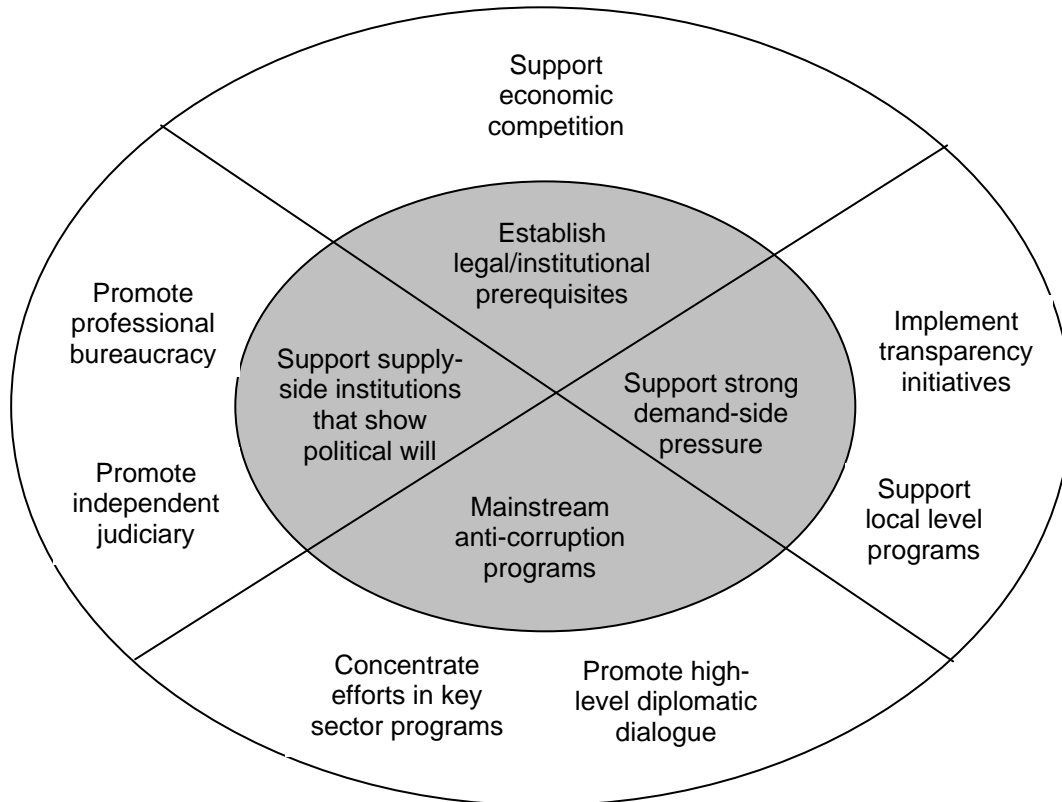 Support
economic
competition
Establish
legal/institutional
prerequisites
Promote
professional
bureaucracy
Support supply-
side institutions
that show
political will
Support strong
demand-side
pressure
Implement
transparency
initiatives
Promote
independent
judiciary
Mainstream
anti-corruption
programs
Support
local level
programs
Concentrate
efforts in key
sector programs
Promote high-
level diplomatic
dialogue